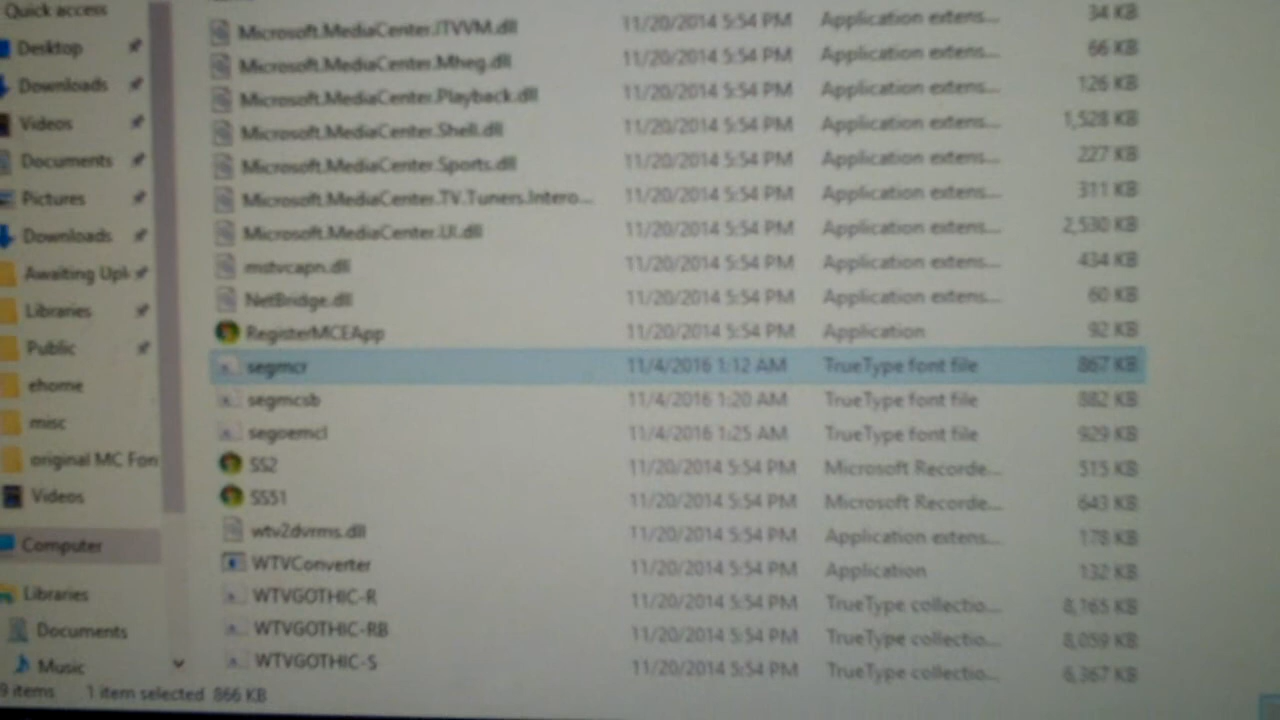 Quick access
Desktop
Downloads
Videos
Documents
Pictures
Downloads
Awaiting Upl
Libraries
Public
ehome
misc
original MC Fon
Videos
Computer
Libraries
Documents
Music
Microsoft.MediaCenter.ITVVM.dll 11/20/2014 5:54 PM Application extens... 34 KB
Microsoft.MediaCenter.Mheg.dll 11/20/2014 5:54 PM Application extens... 66 KB
Microsoft.MediaCenter.Playback.dll 11/20/2014 5:54 PM Application extens... 126 KB
Microsoft.MediaCenter.Shell.dll 11/20/2014 5:54 PM Application extens... 1,528 KB
Microsoft.MediaCenter.Sports.dll 11/20/2014 5:54 PM Application extens... 227 KB
Microsoft.MediaCenter.TV.Tuners.Intero... 11/20/2014 5:54 PM Application extens... 311 KB
Microsoft.MediaCenter.UI.dll 11/20/2014 5:54 PM Application extens... 2,530 KB
mstvcapn.dll 11/20/2014 5:54 PM Application extens... 434 KB
NetBridge.dll 11/20/2014 5:54 PM Application extens... 60 KB
RegisterMCEApp 11/20/2014 5:54 PM Application 92 KB
segmcr 11/4/2016 1:12 AM TrueType font file 867 KB
segmcsb 11/4/2016 1:20 AM TrueType font file 882 KB
segoemcl 11/4/2016 1:25 AM TrueType font file 929 KB
SS2 11/20/2014 5:54 PM Microsoft Recorde... 515 KB
SS51 11/20/2014 5:54 PM Microsoft Recorde... 643 KB
wtv2dvrms.dll 11/20/2014 5:54 PM Application extens... 178 KB
WTVConverter 11/20/2014 5:54 PM Application 132 KB
WTVGOTHIC-R 11/20/2014 5:54 PM TrueType collectio... 8,165 KB
WTVGOTHIC-RB 11/20/2014 5:54 PM TrueType collectio... 8,059 KB
WTVGOTHIC-S 11/20/2014 5:54 PM TrueType collectio... 6,367 KB
9 items 1 item selected 866 KB